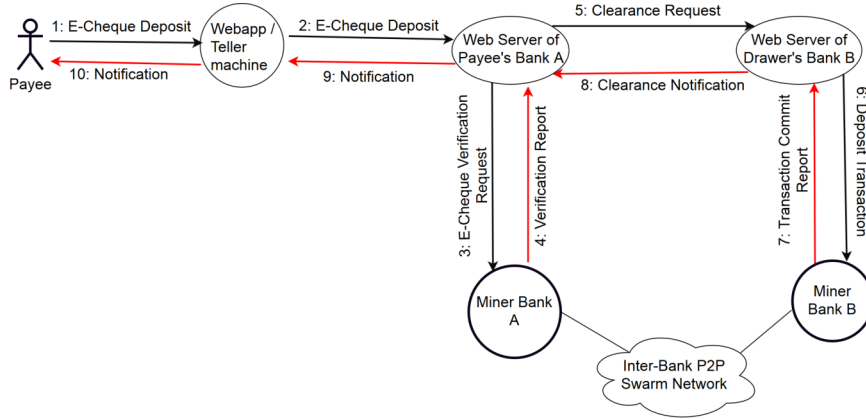 1: E-Cheque Deposit
Payee
10: Notification
Webapp /
Teller
machine
2: E-Cheque Deposit
9: Notification
Web Server of
Payee's Bank A
5: Clearance Request
8: Clearance Notification
Web Server of
Drawer's Bank B
3: E-Cheque Verification
Request
4: Verification Report
7: Transaction Commit
Report
6: Deposit Transaction
Miner Bank
A
Miner
Bank B
Inter-Bank P2P
Swarm Network